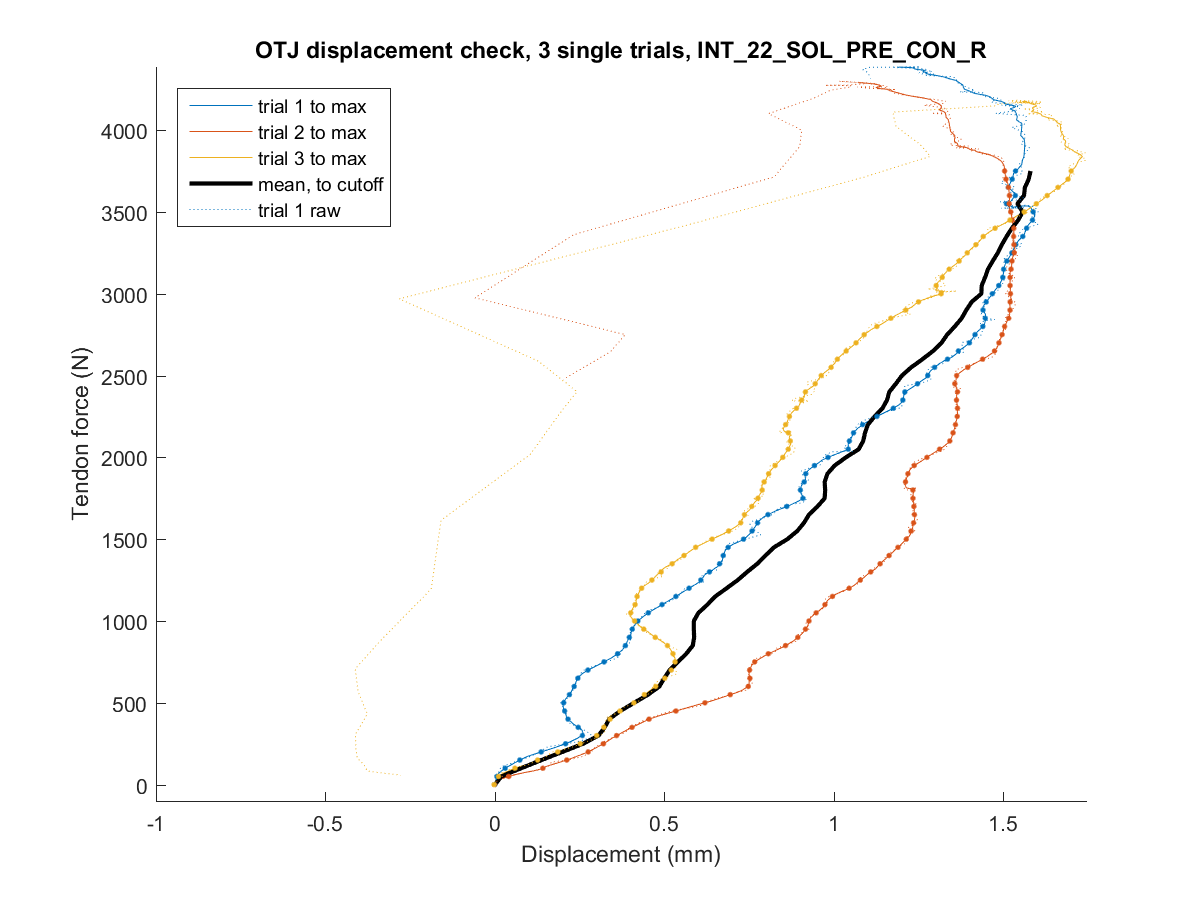 OTJ displacement check, 3 single trials, INT_22_SOL_PRE_CON_R
trial 1 to max
trial 2 to max
trial 3 to max
mean, to cutoff
trial 1 raw
4000
3500
3000
2500
2000
1500
1000
500
0
Tendon force (N)
-1
-0.5
0
0.5
1
1.5
Displacement (mm)